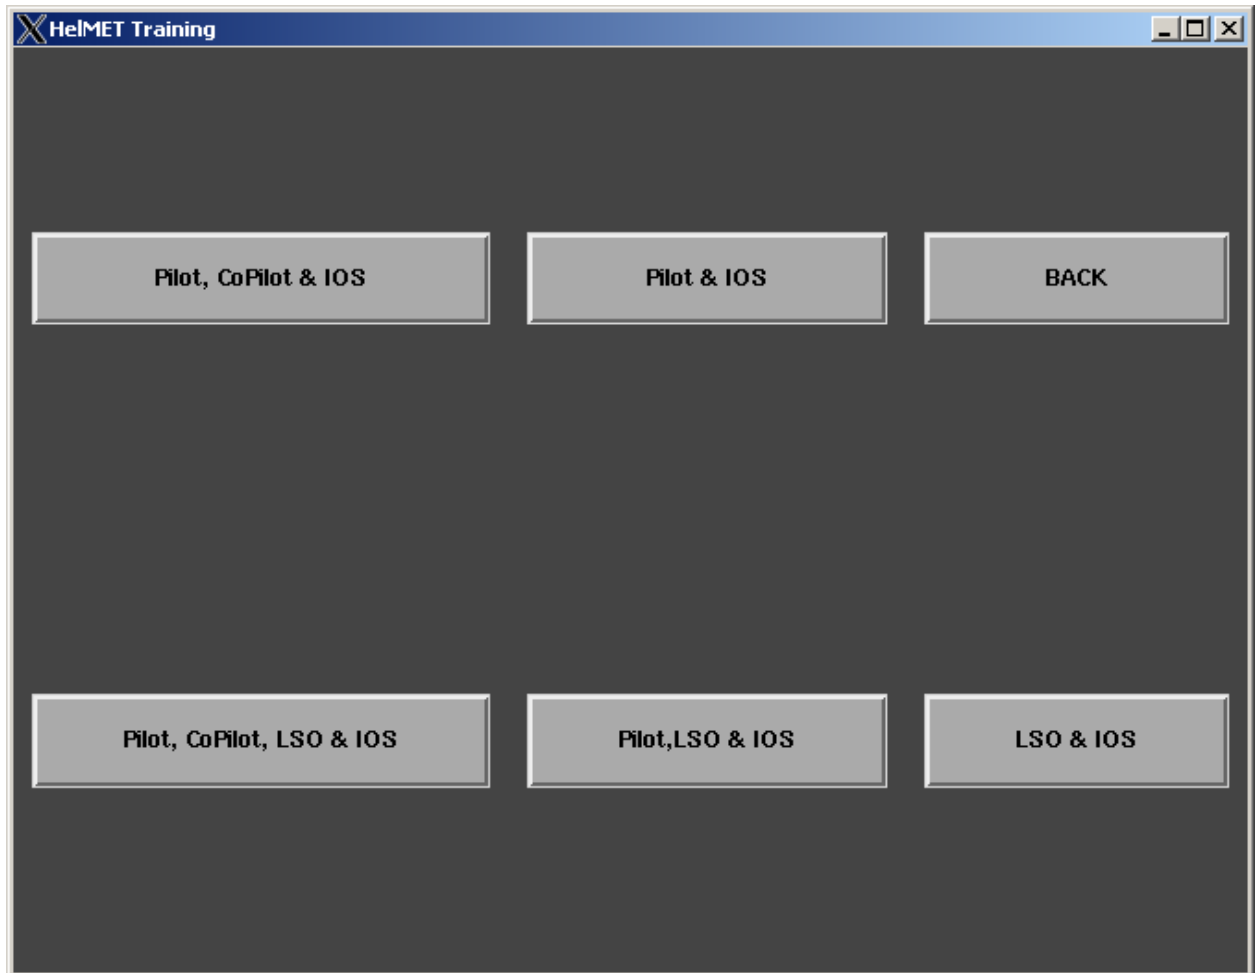 HelMET Training
Pilot, CoPilot & IOS
Pilot & IOS
BACK
Pilot, CoPilot, LSO & IOS
Pilot,LSO & IOS
LSO & IOS